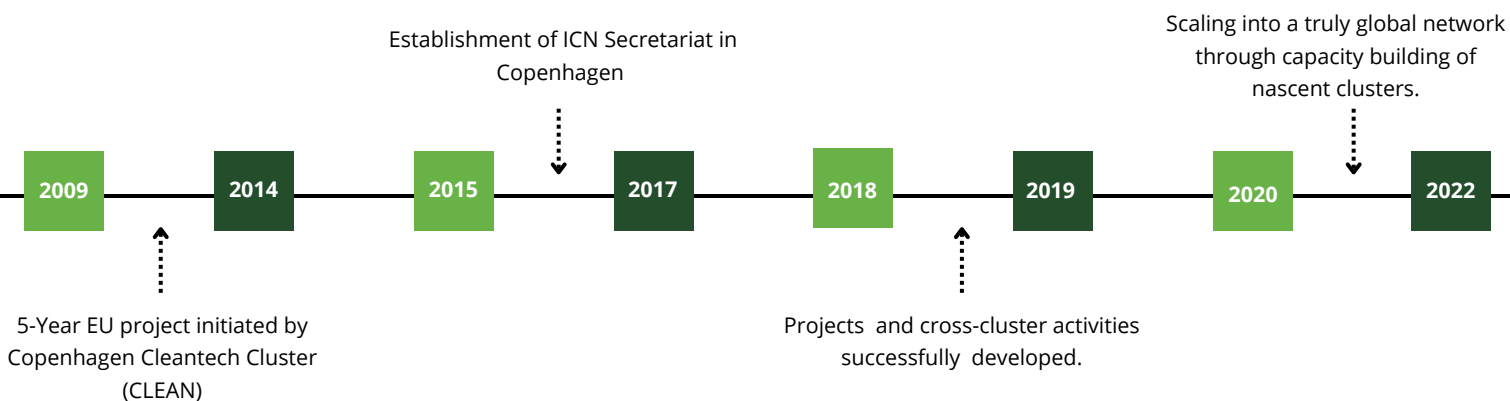 Establishment of ICN Secretariat in
Copenhagen
Scaling into a truly global network
through capacity building of
nascent clusters.
2009
2014
2015
2017
2018
2019
2020
2022
5-Year EU project initiated by
Copenhagen Cleantech Cluster
(CLEAN)
Projects and cross-cluster activities
successfully developed.